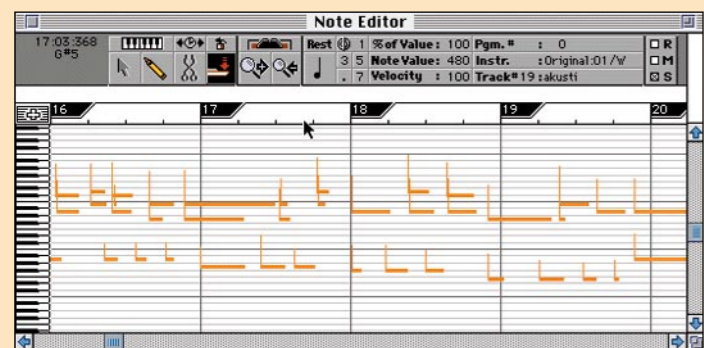 Note Editor
17:03:368
G#5
Rest 1 % of Value : 100 Pgm. # : 0
3 5 Note Value : 480 Instr. :Original:01/W
. 7 Velocity : 100 Track#19 :akusti
R
M
S
16 17 18 19 20